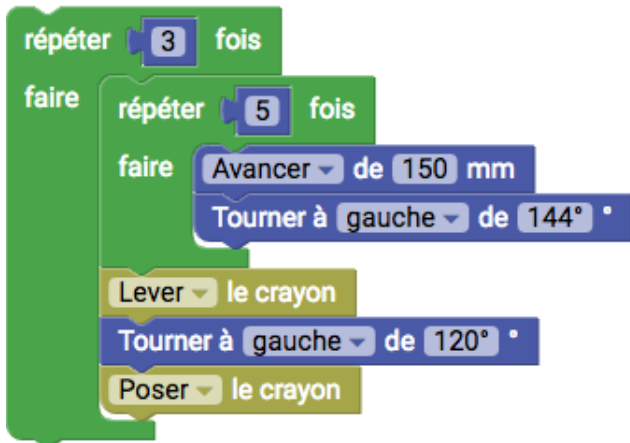 répéter 3 fois
faire
répéter 5 fois
faire Avancer de 150 mm
Tourner à gauche de 144° °
Lever le crayon
Tourner à gauche de 120° °
Poser le crayon